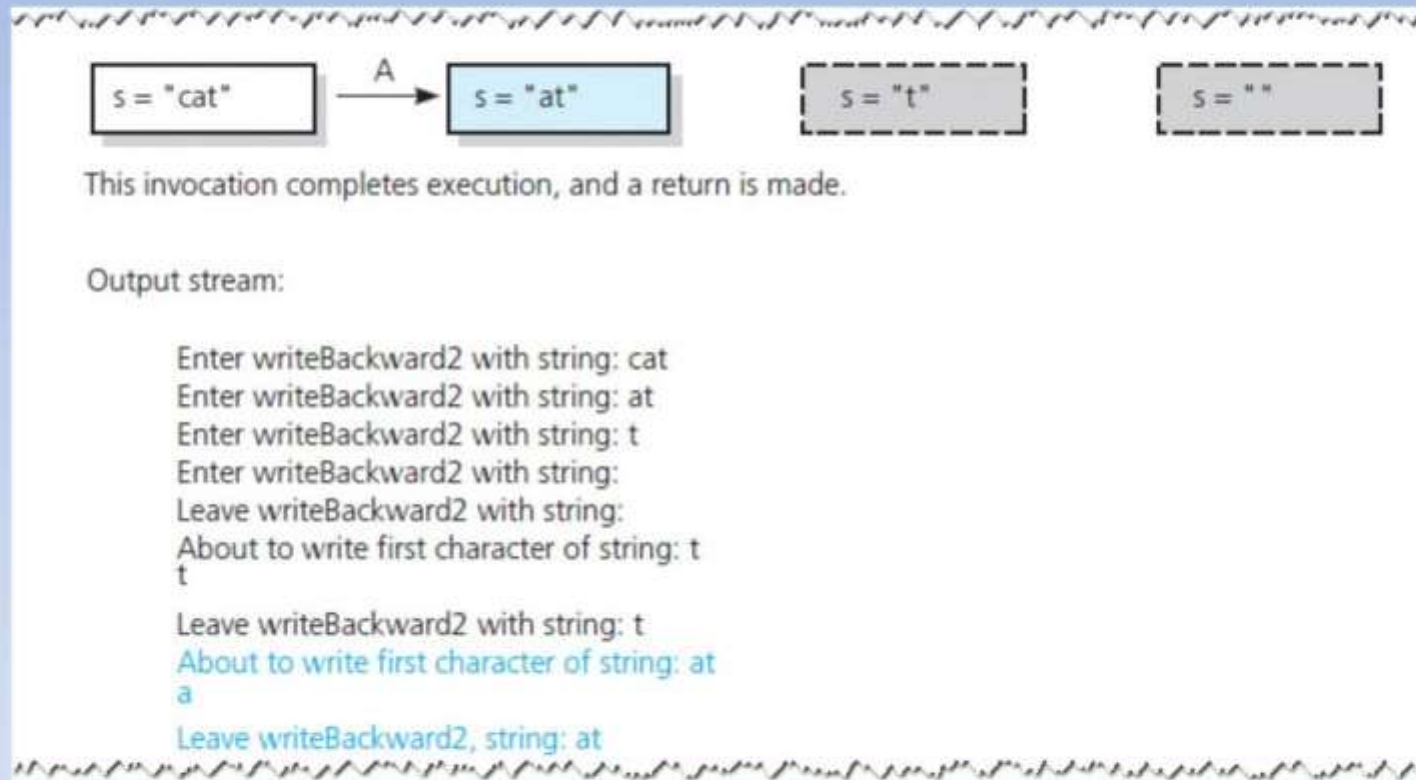 s = "cat"
A
s = "at"
s = "t"
s = " "
This invocation completes execution, and a return is made.
Output stream:
Enter writeBackward2 with string: cat
Enter writeBackward2 with string: at
Enter writeBackward2 with string: t
Enter writeBackward2 with string:
Leave writeBackward2 with string:
About to write first character of string: t
t
Leave writeBackward2 with string: t
About to write first character of string: at
a
Leave writeBackward2, string: at